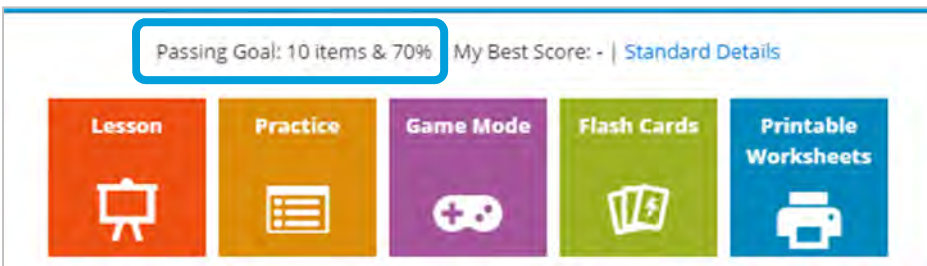 Passing Goal: 10 items & 70% My Best Score: - | Standard Details
Lesson
Practice
Game Mode
Flash Cards
Printable
Worksheets